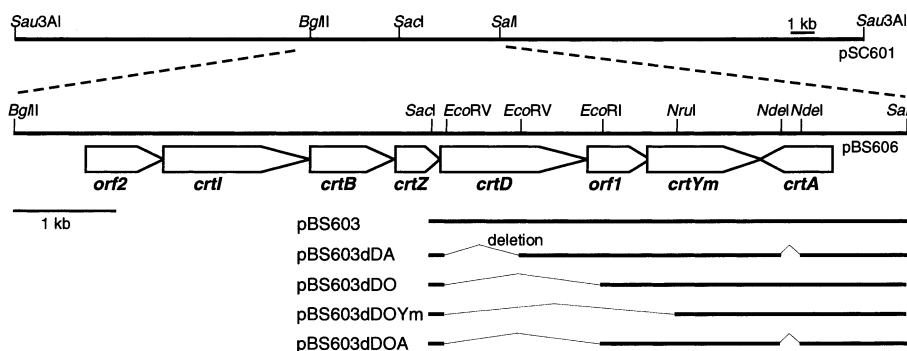 Sau3AI BglII SacI SalI 1 kb Sau3AI
pSC601
BglII SacI EcoRV EcoRV EcoRI NruI NdeI NdeI Sal
pBS606
orf2 crtI crtB crtZ crtD orf1 crtYm crtA
1 kb
pBS603
deletion
pBS603dDA
pBS603dDO
pBS603dDOYm
pBS603dDOA